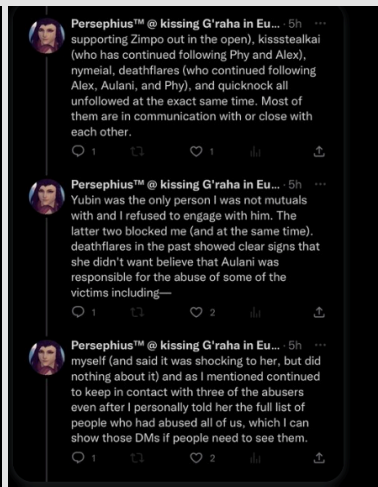 Persephius™ @ kissing G'raha in Eu... · 5h
supporting Zimpo out in the open), kissstealkai
(who has continued following Phy and Alex),
nymeial, deathflares (who continued following
Alex, Aulani, and Phy), and quicknock all
unfollowed at the exact same time. Most of
them are in communication with or close with
each other.
1 1
Persephius™ @ kissing G'raha in Eu... · 5h
Yubin was the only person I was not mutuals
with and I refused to engage with him. The
latter two blocked me (and at the same time).
deathflares in the past showed clear signs that
she didn't want believe that Aulani was
responsible for the abuse of some of the
victims including—
1 2
Persephius™ @ kissing G'raha in Eu... · 5h
myself (and said it was shocking to her, but did
nothing about it) and as I mentioned continued
to keep in contact with three of the abusers
even after I personally told her the full list of
people who had abused all of us, which I can
show those DMs if people need to see them.
1 2